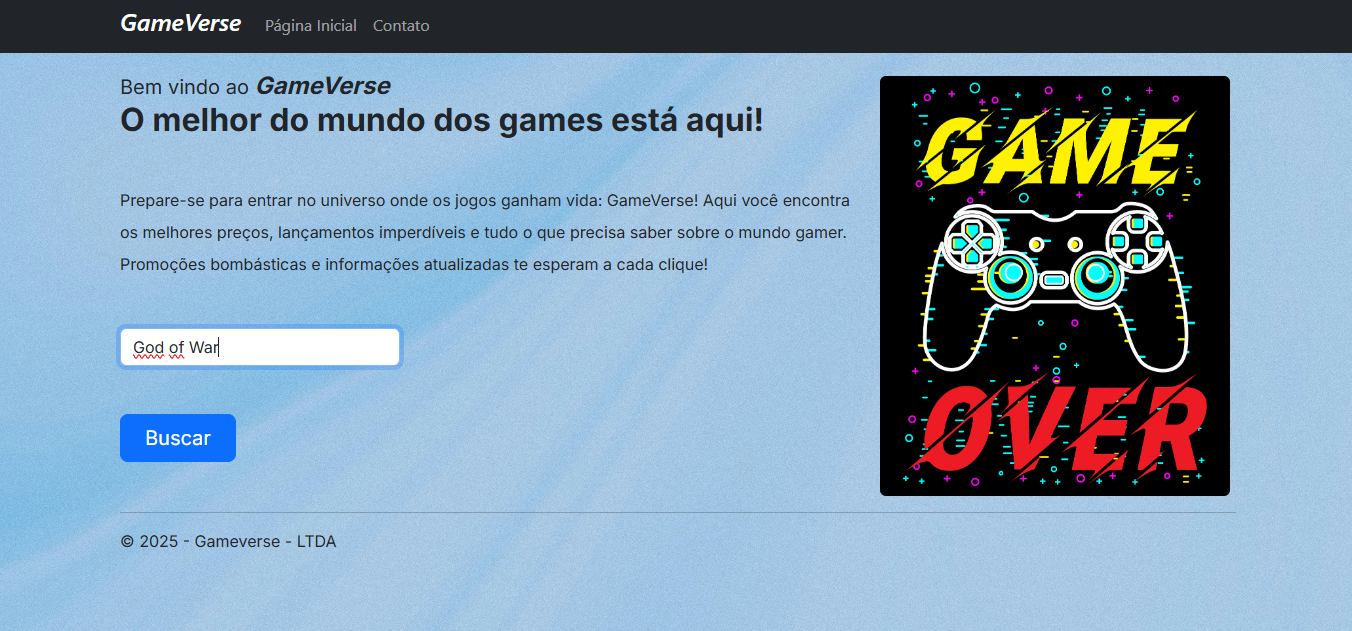 GameVerse Página Inicial Contato
Bem vindo ao GameVerse
O melhor do mundo dos games está aqui!
Prepare-se para entrar no universo onde os jogos ganham vida: GameVerse! Aqui você encontra
os melhores preços, lançamentos imperdíveis e tudo o que precisa saber sobre o mundo gamer.
Promoções bombásticas e informações atualizadas te esperam a cada clique!
God of War
Buscar
GAME
OVER
© 2025 - Gameverse - LTDA